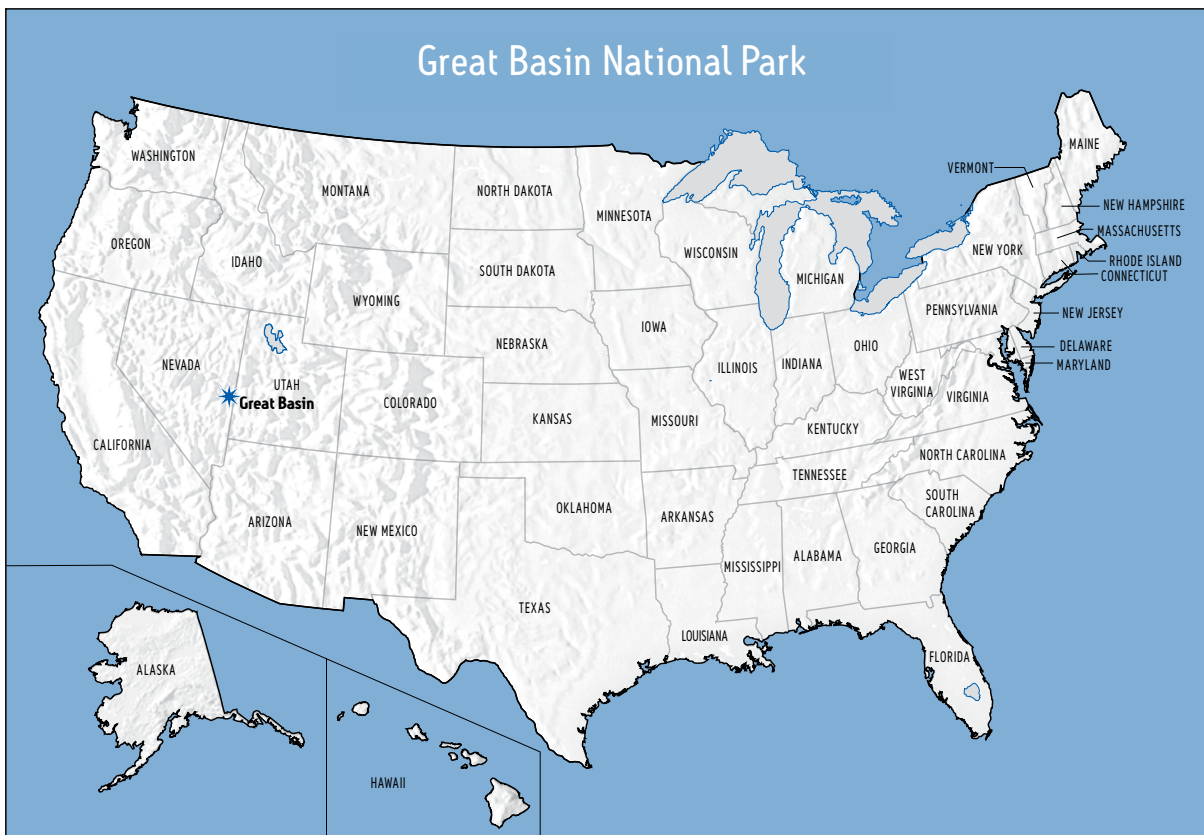 Great Basin National Park
WASHINGTON
MONTANA
NORTH DAKOTA
MINNESOTA
MAINE
VERMONT
NEW HAMPSHIRE
MASSACHUSETTS
RHODE ISLAND
CONNECTICUT
NEW YORK
OREGON
IDAHO
SOUTH DAKOTA
WISCONSIN
MICHIGAN
WYOMING
PENNSYLVANIA
NEW JERSEY
IOWA
NEBRASKA
OHIO
DELAWARE
MARYLAND
NEVADA
ILLINOIS
INDIANA
UTAH
Great Basin
COLORADO
WEST
VIRGINIA
VIRGINIA
KANSAS
MISSOURI
KENTUCKY
CALIFORNIA
NORTH CAROLINA
TENNESSEE
SOUTH
CAROLINA
ARIZONA
NEW MEXICO
OKLAHOMA
ARKANSAS
MISSISSIPPI
ALABAMA
GEORGIA
TEXAS
LOUISIANA
FLORIDA
ALASKA
HAWAII